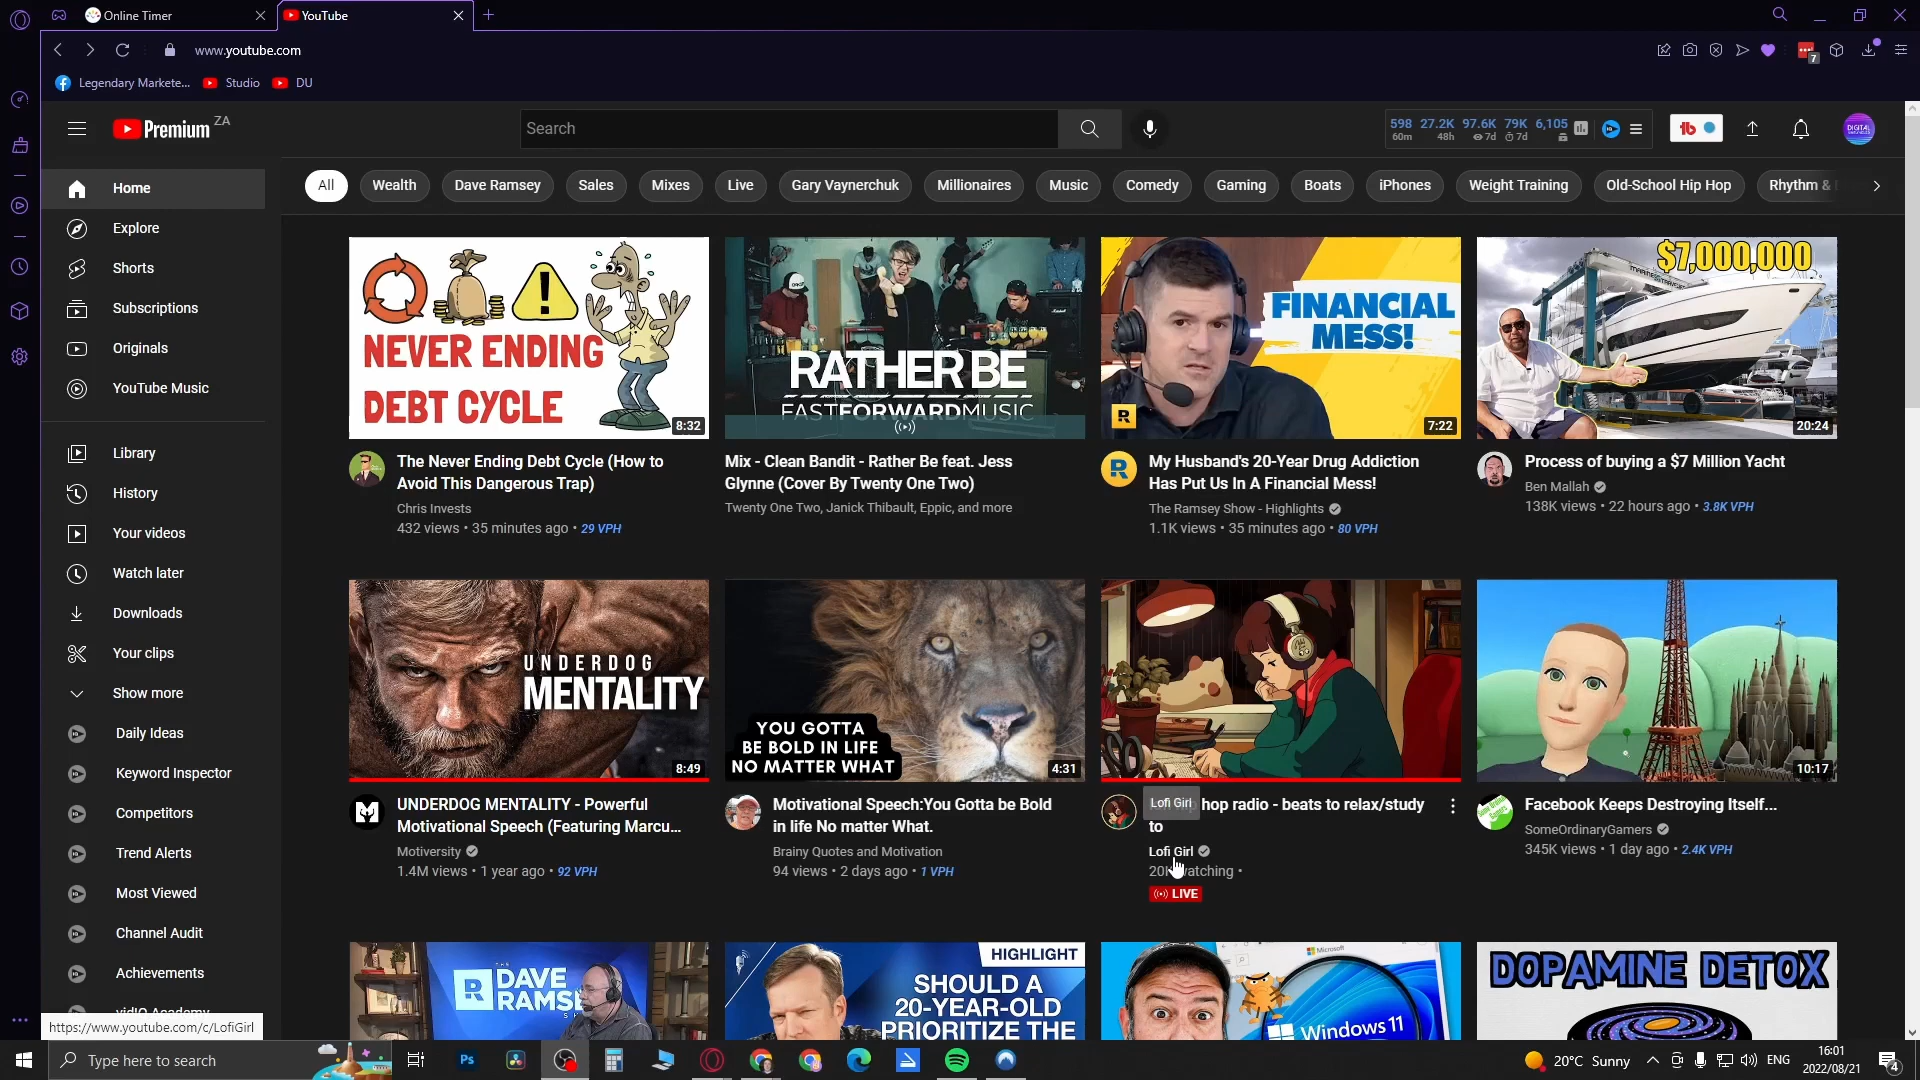 Online Timer
YouTube
www.youtube.com
7
Legendary Markete...
Studio
DU
Premium ZA
Search
598 27.2K 97.6K 79K 6,105
60m 48h 7d 7d
tb
DIGITAL
All
Wealth
Dave Ramsey
Sales
Mixes
Live
Gary Vaynerchuk
Millionaires
Music
Comedy
Gaming
Boats
iPhones
Weight Training
Old-School Hip Hop
Rhythm &
Home
Explore
Shorts
Subscriptions
Originals
YouTube Music
Library
History
Your videos
Watch later
Downloads
Your clips
Show more
Daily Ideas
Keyword Inspector
Competitors
Trend Alerts
Most Viewed
Channel Audit
Achievements
vidIQ Academy
NEVER ENDING
DEBT CYCLE
8:32
The Never Ending Debt Cycle (How to
Avoid This Dangerous Trap)
Chris Invests
432 views • 35 minutes ago • 29 VPH
RATHER BE
FASTFORWARDMUSIC
Mix - Clean Bandit - Rather Be feat. Jess
Glynne (Cover By Twenty One Two)
Twenty One Two, Janick Thibault, Eppic, and more
FINANCIAL
MESS!
R
7:22
R
My Husband's 20-Year Drug Addiction
Has Put Us In A Financial Mess!
The Ramsey Show - Highlights
1.1K views • 35 minutes ago • 80 VPH
$7,000,000
20:24
Process of buying a $7 Million Yacht
Ben Mallah
138K views • 22 hours ago • 3.8K VPH
UNDERDOG
MENTALITY
8:49
UNDERDOG MENTALITY - Powerful
Motivational Speech (Featuring Marcu...
Motiversity
1.4M views • 1 year ago • 92 VPH
YOU GOTTA
BE BOLD IN LIFE
NO MATTER WHAT
4:31
Motivational Speech:You Gotta be Bold
in life No matter What.
Brainy Quotes and Motivation
94 views • 2 days ago • 1 VPH
Lofi Girl
hop radio - beats to relax/study
to
Lofi Girl
watching •
LIVE
10:17
Facebook Keeps Destroying Itself...
SomeOrdinaryGamers
345K views • 1 day ago • 2.4K VPH
THE
R DAVE
RAMSE
HIGHLIGHT
SHOULD A
20-YEAR-OLD
PRIORITIZE THE
Microsoft
Windows 11
DOPAMINE DETOX
https://www.youtube.com/c/LofiGirl
Type here to search
Ps
20°C Sunny
ENG
16:01
2022/08/21
4